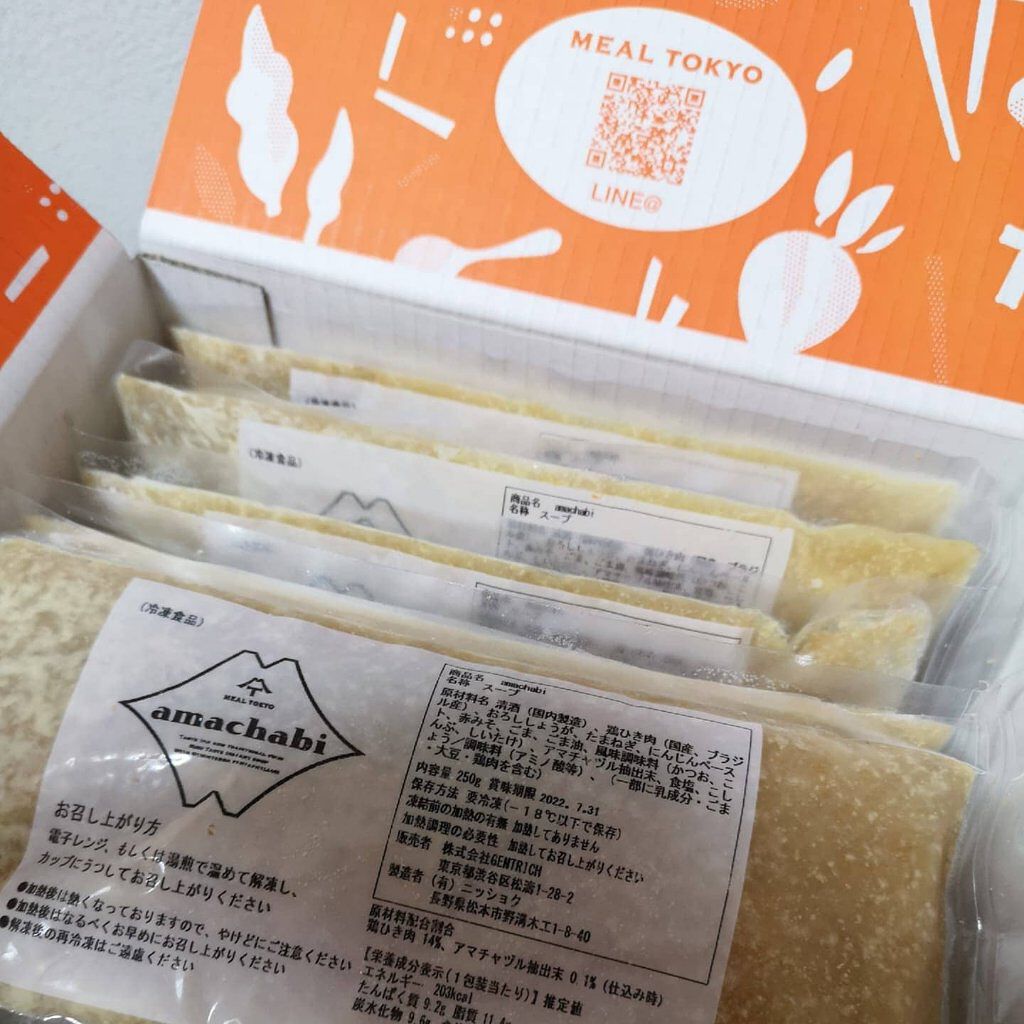 MEAL TOKYO
LINE@
(冷凍食品)
(冷凍食品)
商品名 amachabi
名称 スープ
(冷凍食品)
MEAL TOKYO
amachabi
お召し上がり方
電子レンジ、もしくは湯煎で温めて解凍し、
カップにうつしてお召し上がりください
●加熱後は熱くなっておりますので、やけどにご注意ください
●加熱後はなるべくお早めにお召し上がりください
●解凍後の再冷凍はご遠慮ください
商品名 amachabi
名称 スープ
原材料名 清酒(国内製造)、鶏ひき肉(国産、ブラジ
ル産)、おろししょうが、たまねぎ、にんじんペース
ト、赤みそ、ごま、ごま油、風味調味料(かつお、こ
んぶ、しいたけ)、アマチャヅル抽出末、食塩、こし
ょう/調味料(アミノ酸等)、(一部に乳成分・ごま
・大豆・鶏肉を含む)
内容量 250g 賞味期限 2022.7.31
保存方法 要冷凍(-18℃以下で保存)
凍結前の加熱の有無 加熱してありません
加熱調理の必要性 加熱してお召し上がりください
販売者 株式会社GENTRICH
東京都渋谷区松濤1-28-2
製造者 (有)ニッショク
長野県松本市野溝木工1-8-40
原材料配合割合
鶏ひき肉 14%、アマチャヅル抽出末 0.1%(仕込み時)
【栄養成分表示(1包装当たり)】推定値
エネルギー 203kcal
たんぱく質 9.2g 脂質 11.4g
炭水化物 9.6g